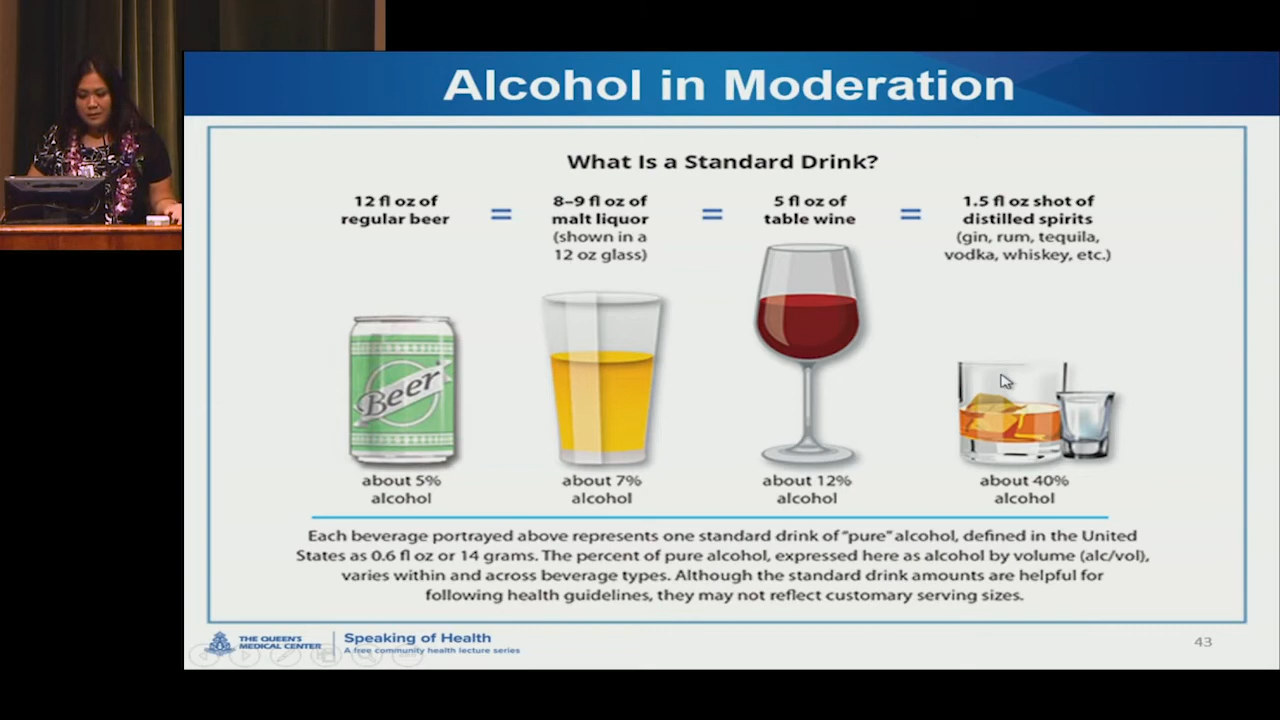 Alcohol in Moderation
What Is a Standard Drink?
12 fl oz of
regular beer
=
8–9 fl oz of
malt liquor
(shown in a
12 oz glass)
=
5 fl oz of
table wine
=
1.5 fl oz shot of
distilled spirits
(gin, rum, tequila,
vodka, whiskey, etc.)
Beer
about 5%
alcohol
about 7%
alcohol
about 12%
alcohol
about 40%
alcohol
Each beverage portrayed above represents one standard drink of “pure” alcohol, defined in the United
States as 0.6 fl oz or 14 grams. The percent of pure alcohol, expressed here as alcohol by volume (alc/vol),
varies within and across beverage types. Although the standard drink amounts are helpful for
following health guidelines, they may not reflect customary serving sizes.
THE QUEEN'S
MEDICAL CENTER
Speaking of Health
A free community health lecture series
43